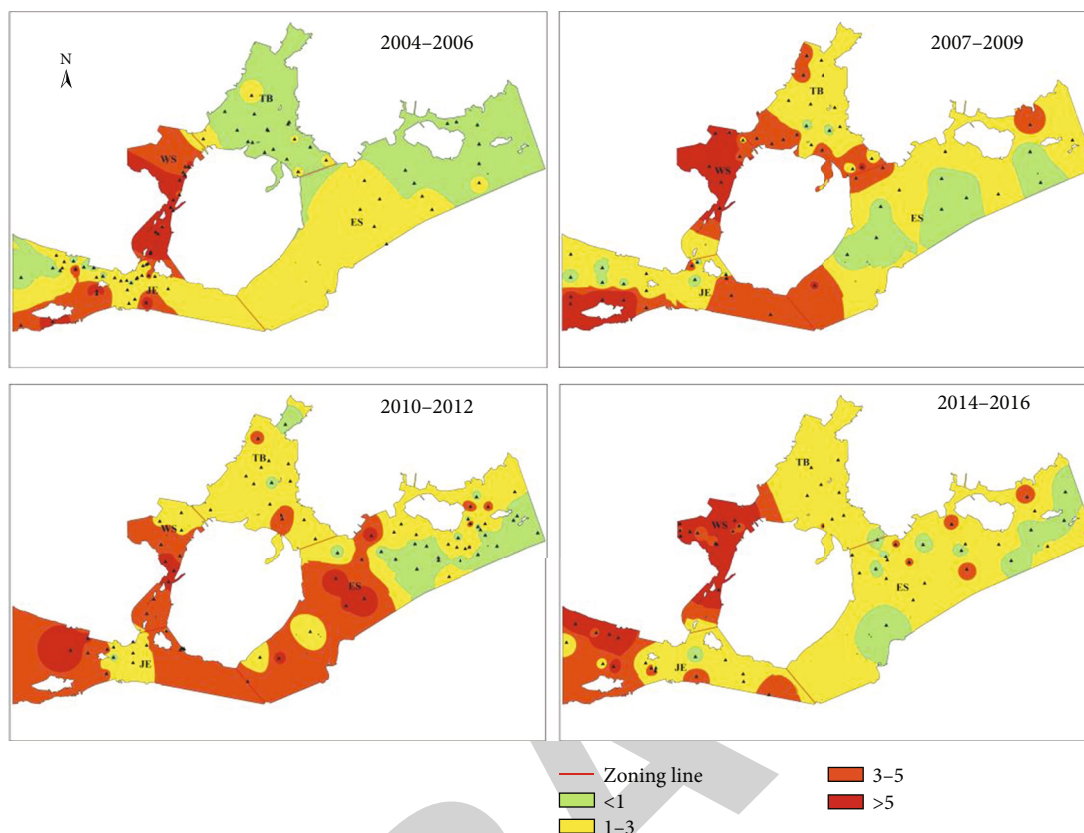 2004–2006
N
TB
WS
ES
JE
2007–2009
TB
WS
ES
JE
2010–2012
TB
WS
ES
JE
2014–2016
TB
WS
ES
JE
Zoning line
<1
1–3
3–5
>5